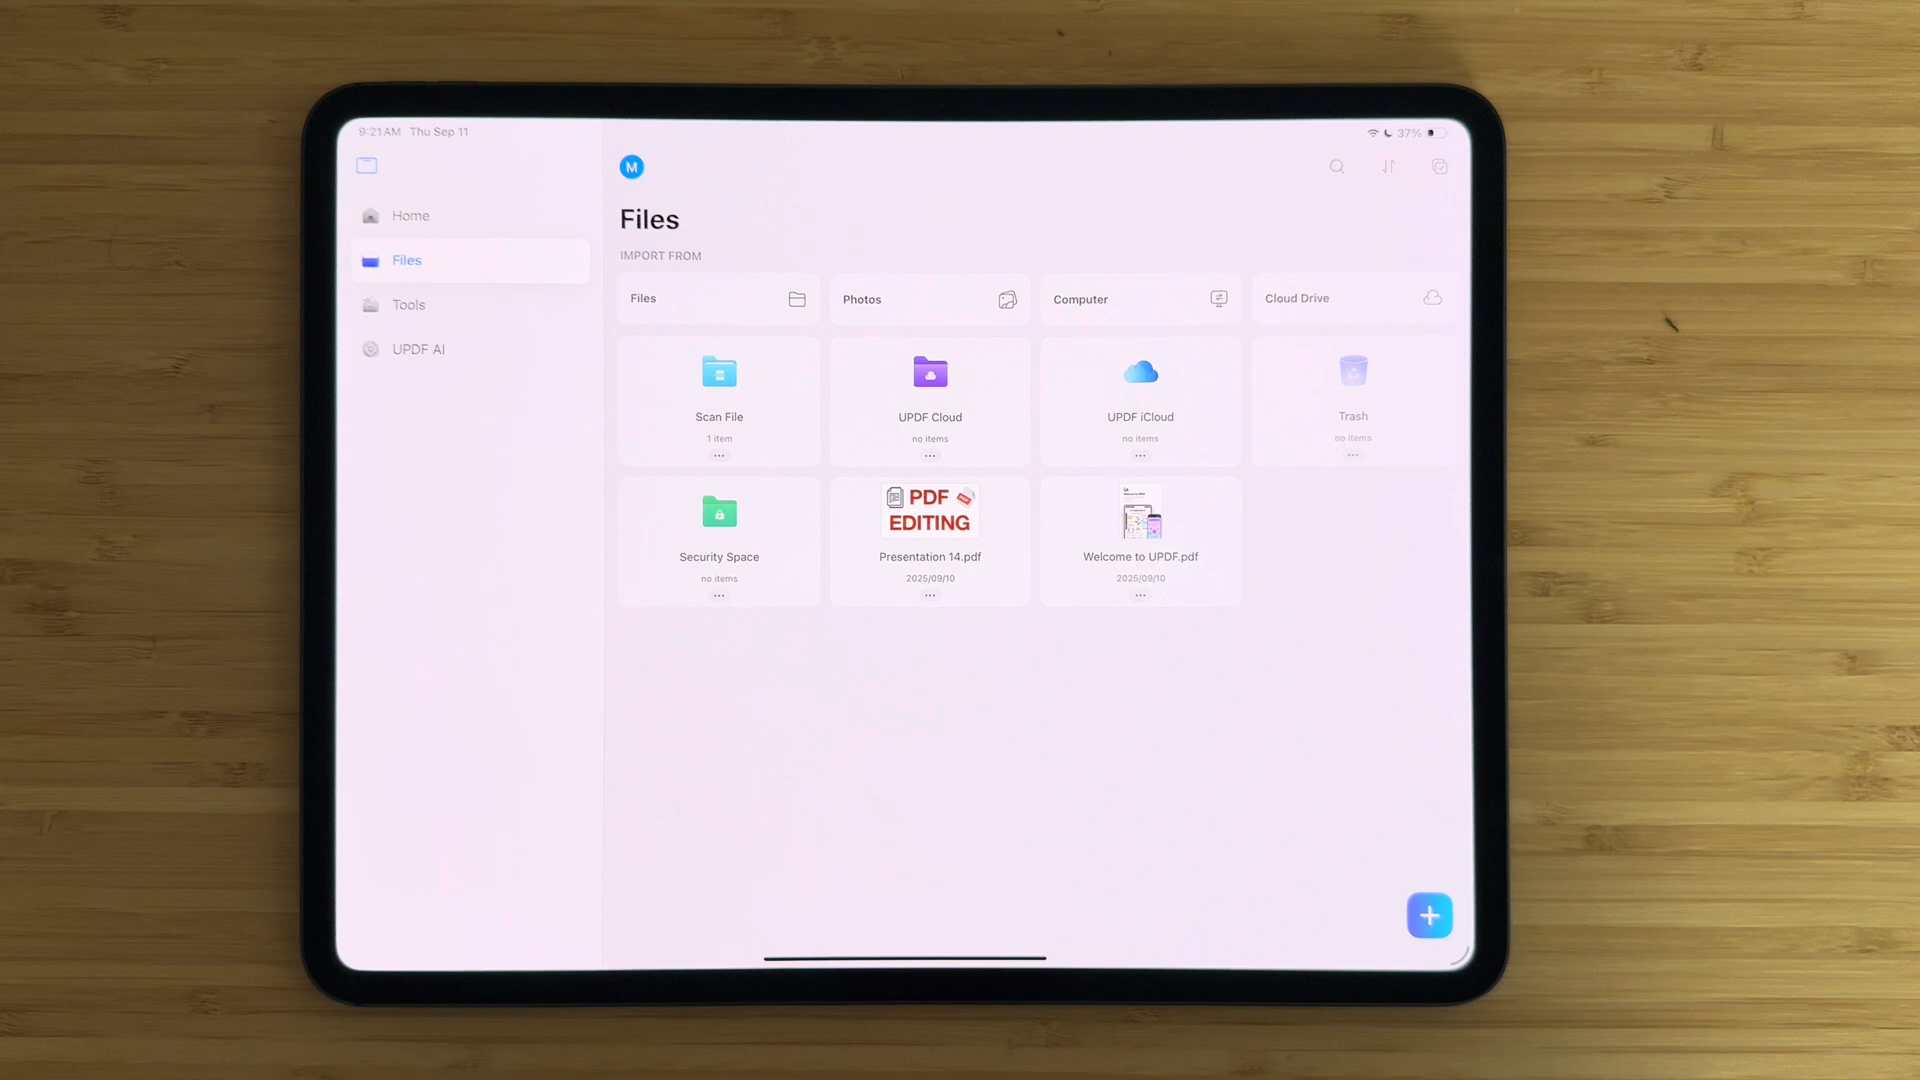 9:21 AM Thu Sep 11
37%
M
Home
Files
Tools
UPDF AI
Files
IMPORT FROM
Files
Photos
Computer
Cloud Drive
Scan File
1 item
UPDF Cloud
no items
UPDF iCloud
no items
Trash
no items
Security Space
no items
PDF
EDITING
Presentation 14.pdf
2025/09/10
Welcome to UPDF.pdf
2025/09/10